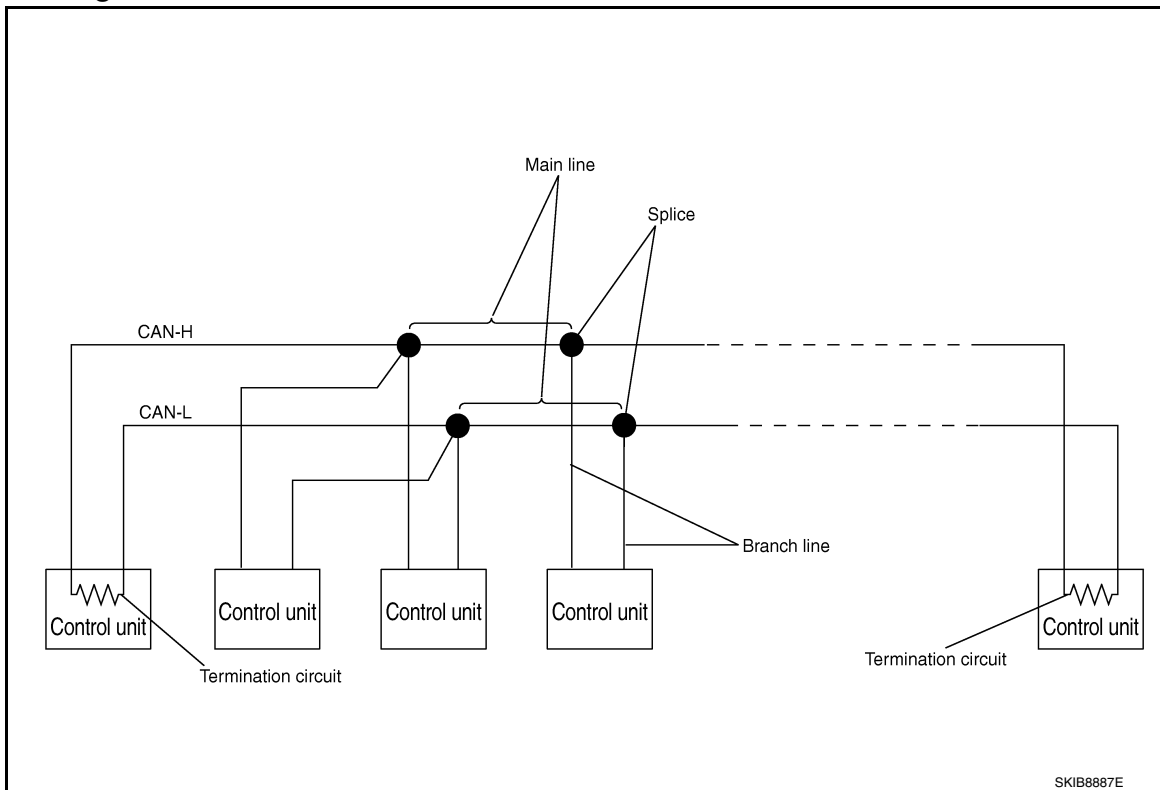 Main line
Splice
CAN-H
CAN-L
Branch line
Control unit
Control unit
Control unit
Control unit
Control unit
Termination circuit
Termination circuit
SKIB8887E